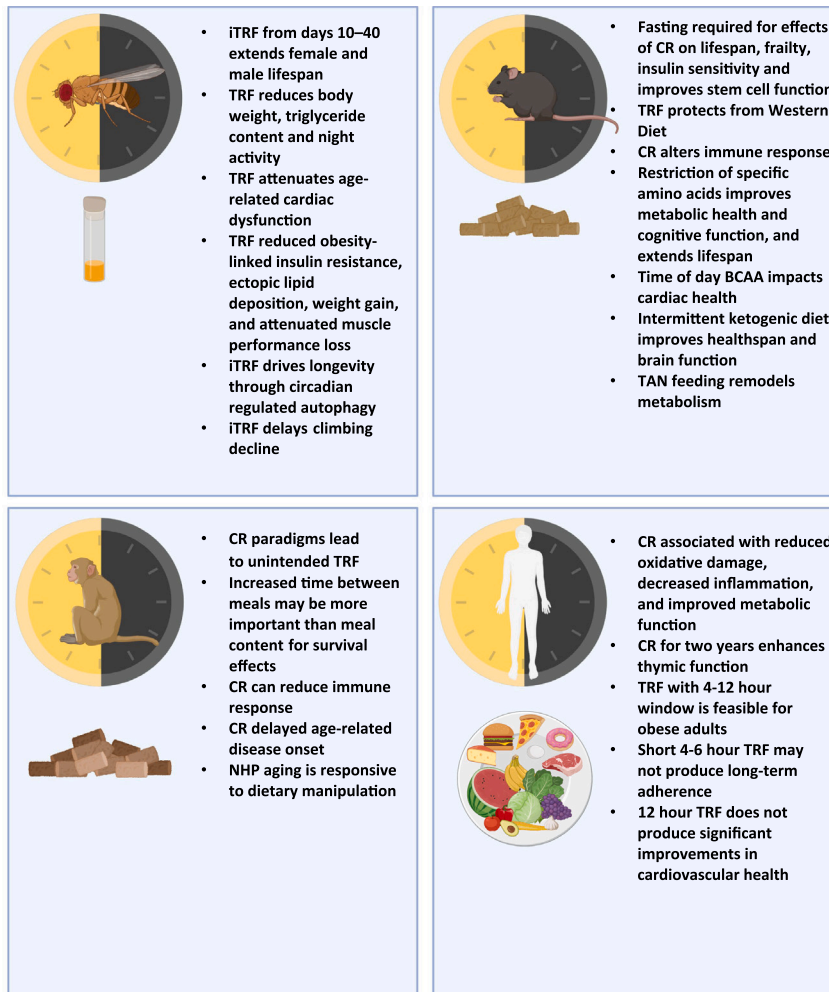 • iTRF from days 10–40
extends female and
male lifespan
• TRF reduces body
weight, triglyceride
content and night
activity
• TRF attenuates age-
related cardiac
dysfunction
• TRF reduced obesity-
linked insulin resistance,
ectopic lipid
deposition, weight gain,
and attenuated muscle
performance loss
• iTRF drives longevity
through circadian
regulated autophagy
• iTRF delays climbing
decline
• Fasting required for effects
of CR on lifespan, frailty,
insulin sensitivity and
improves stem cell function
• TRF protects from Western
Diet
• CR alters immune response
• Restriction of specific
amino acids improves
metabolic health and
cognitive function, and
extends lifespan
• Time of day BCAA impacts
cardiac health
• Intermittent ketogenic diet
improves healthspan and
brain function
• TAN feeding remodels
metabolism
• CR paradigms lead
to unintended TRF
• Increased time between
meals may be more
important than meal
content for survival
effects
• CR can reduce immune
response
• CR delayed age-related
disease onset
• NHP aging is responsive
to dietary manipulation
• CR associated with reduced
oxidative damage,
decreased inflammation,
and improved metabolic
function
• CR for two years enhances
thymic function
• TRF with 4-12 hour
window is feasible for
obese adults
• Short 4-6 hour TRF may
not produce long-term
adherence
• 12 hour TRF does not
produce significant
improvements in
cardiovascular health